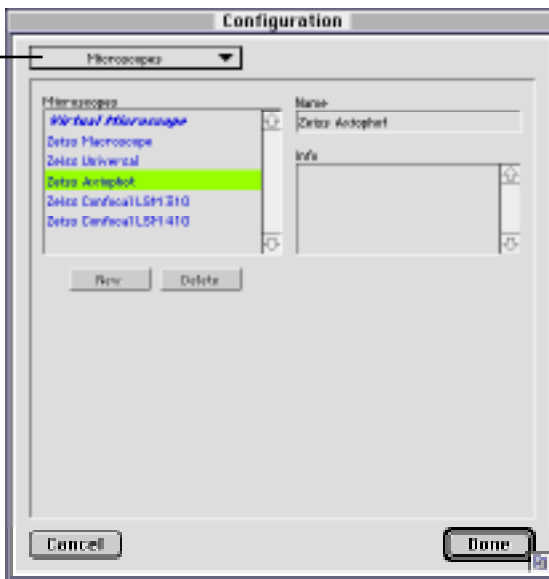 Configuration
Microscopes
Microscopes
Virtual Microscope
Zeiss Macroscope
Zeiss Universal
Zeiss Axiophot
Zeiss Confocal LSM 310
Zeiss Confocal LSM 410
Name
Zeiss Axiophot
Info
New
Delete
Cancel
Done